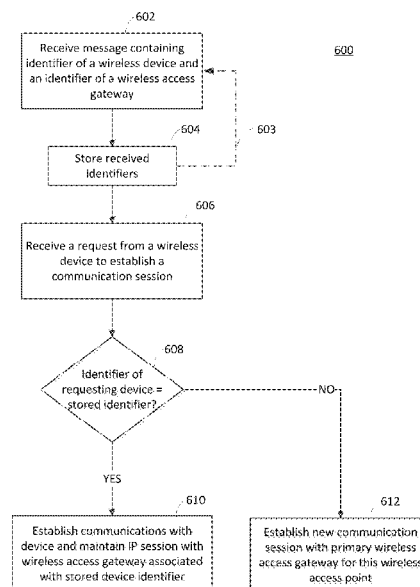 602
Receive message containing
identifier of a wireless device and
an identifier of a wireless access
gateway
600
604
603
Store received
identifiers
606
Receive a request from a wireless
device to establish a
communication session
608
Identifier of
requesting device =
stored identifier?
NO
YES
610
Establish communications with
device and maintain IP session with
wireless access gateway associated
with stored device identifier
612
Establish new communication
session with primary wireless
access gateway for this wireless
access point